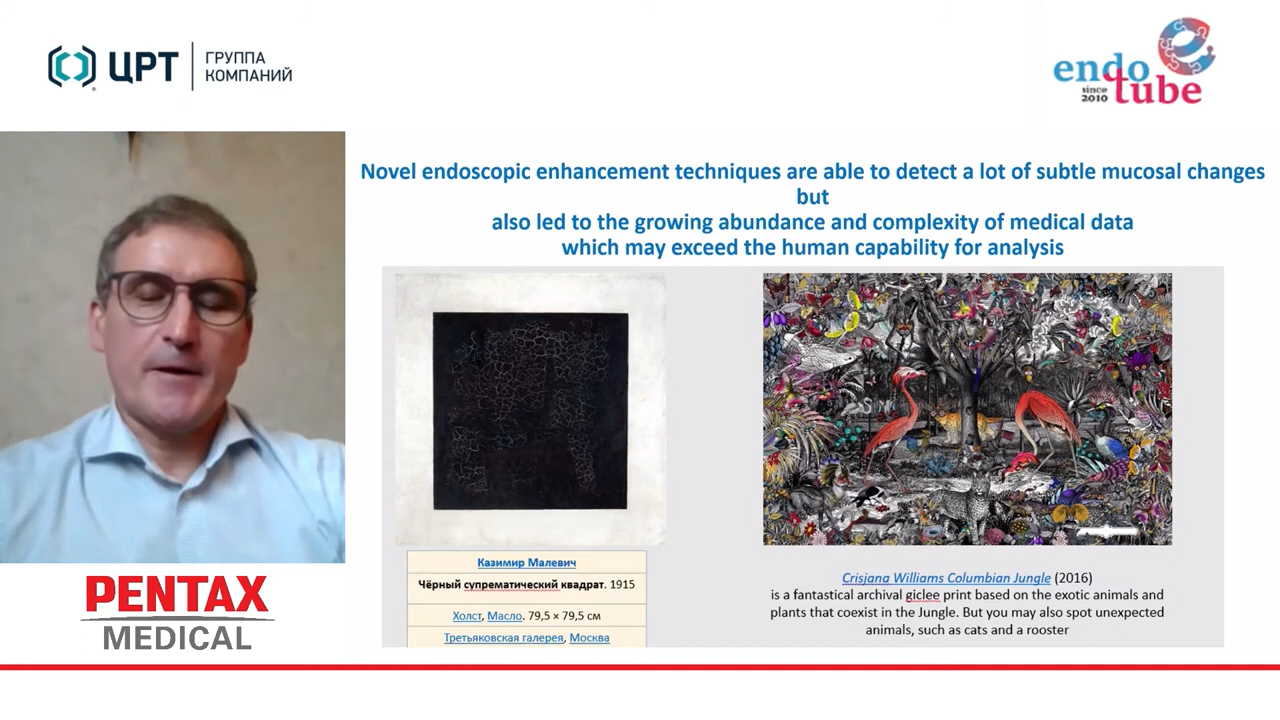 ЦРТ
ГРУППА
КОМПАНИЙ
endo
since
2010
tube
Novel endoscopic enhancement techniques are able to detect a lot of subtle mucosal changes
but
also led to the growing abundance and complexity of medical data
which may exceed the human capability for analysis
Казимир Малевич
Чёрный супрематический квадрат. 1915
Холст, Масло. 79,5 × 79,5 см
Третьяковская галерея, Москва
Crisjana Williams Columbian Jungle (2016)
is a fantastical archival giclee print based on the exotic animals and
plants that coexist in the Jungle. But you may also spot unexpected
animals, such as cats and a rooster
PENTAX
MEDICAL